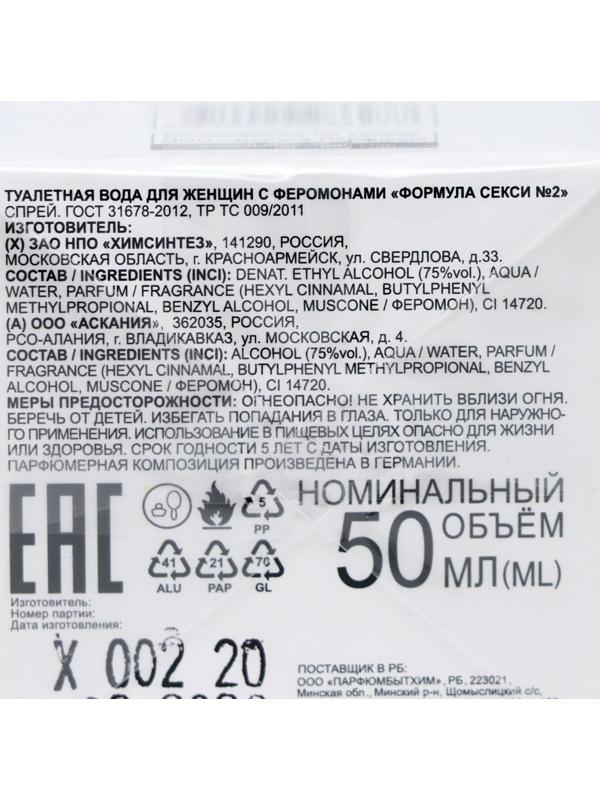 ТУАЛЕТНАЯ ВОДА ДЛЯ ЖЕНЩИН С ФЕРОМОНАМИ «ФОРМУЛА СЕКСИ №2»
СПРЕЙ. ГОСТ 31678-2012, ТР ТС 009/2011
ИЗГОТОВИТЕЛЬ:
(X) ЗАО НПО «ХИМСИНТЕЗ», 141290, РОССИЯ,
МОСКОВСКАЯ ОБЛАСТЬ, г. КРАСНОАРМЕЙСК, ул. СВЕРДЛОВА, д.33.
СОСТАВ / INGREDIENTS (INCI): DENAT. ETHYL ALCOHOL (75%vol.), AQUA /
WATER, PARFUM / FRAGRANCE (HEXYL CINNAMAL, BUTYLPHENYL
METHYLPROPIONAL, BENZYL ALCOHOL, MUSCONE / ФЕРОМОН), CI 14720.
(А) ООО «АСКАНИЯ», 362035, РОССИЯ,
РСО-АЛАНИЯ, г. ВЛАДИКАВКАЗ, ул. МОСКОВСКАЯ, д. 4.
СОСТАВ / INGREDIENTS (INCI): ALCOHOL (75%vol.), AQUA / WATER, PARFUM /
FRAGRANCE (HEXYL CINNAMAL, BUTYLPHENYL METHYLPROPIONAL, BENZYL
ALCOHOL, MUSCONE / ФЕРОМОН), CI 14720.
МЕРЫ ПРЕДОСТОРОЖНОСТИ: ОГНЕОПАСНО! НЕ ХРАНИТЬ ВБЛИЗИ ОГНЯ.
БЕРЕЧЬ ОТ ДЕТЕЙ. ИЗБЕГАТЬ ПОПАДАНИЯ В ГЛАЗА. ТОЛЬКО ДЛЯ НАРУЖНО-
ГО ПРИМЕНЕНИЯ. ИСПОЛЬЗОВАНИЕ В ПИЩЕВЫХ ЦЕЛЯХ ОПАСНО ДЛЯ ЖИЗНИ
ИЛИ ЗДОРОВЬЯ. СРОК ГОДНОСТИ 5 ЛЕТ С ДАТЫ ИЗГОТОВЛЕНИЯ.
ПАРФЮМЕРНАЯ КОМПОЗИЦИЯ ПРОИЗВЕДЕНА В ГЕРМАНИИ.
EAC
5
PP
41
ALU
21
PAP
70
GL
НОМИНАЛЬНЫЙ
ОБЪЁМ
50 МЛ(ML)
Изготовитель:
Номер партии:
Дата изготовления:
X 002 20
ПОСТАВЩИК В РБ:
ООО «ПАРФЮМБЫТХИМ», РБ, 223021,
Минская обл., Минский р-н, Щомыслицкий с/с,